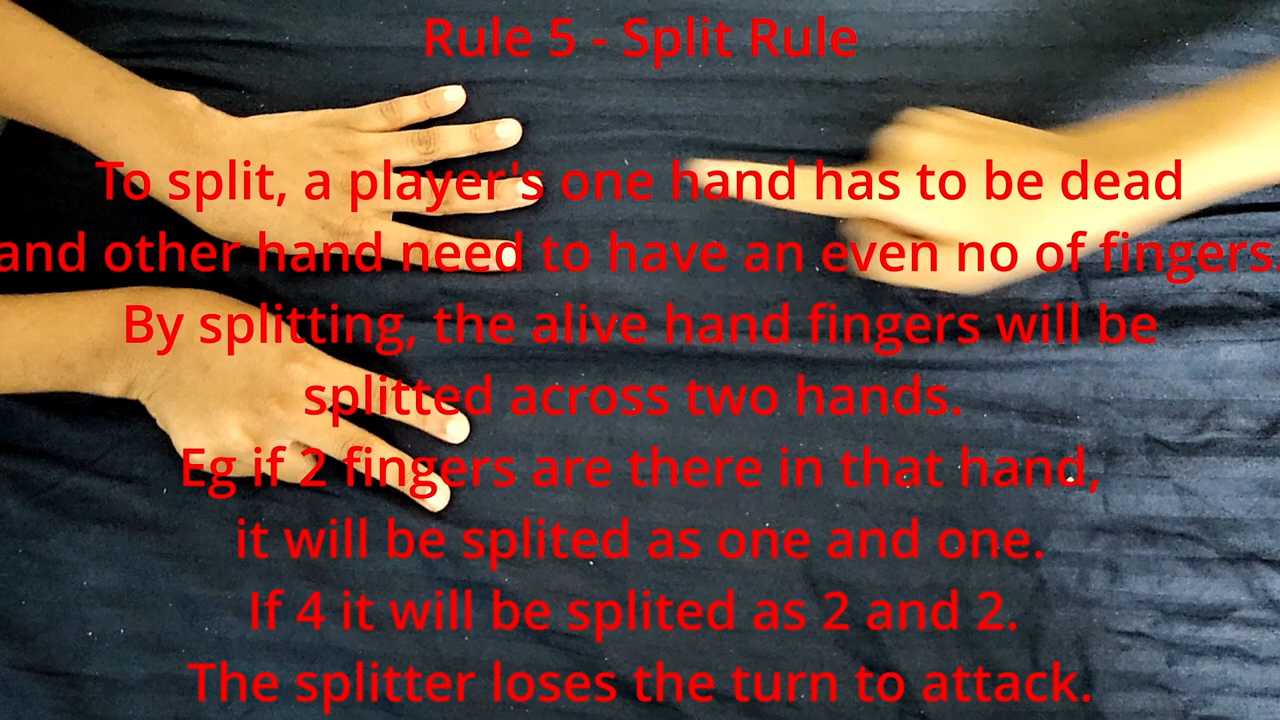 Rule 5 - Split Rule
To split, a player's one hand has to be dead
and other hand need to have an even no of fingers.
By splitting, the alive hand fingers will be
splitted across two hands.
Eg if 2 fingers are there in that hand,
it will be splited as one and one.
If 4 it will be splited as 2 and 2.
The splitter loses the turn to attack.